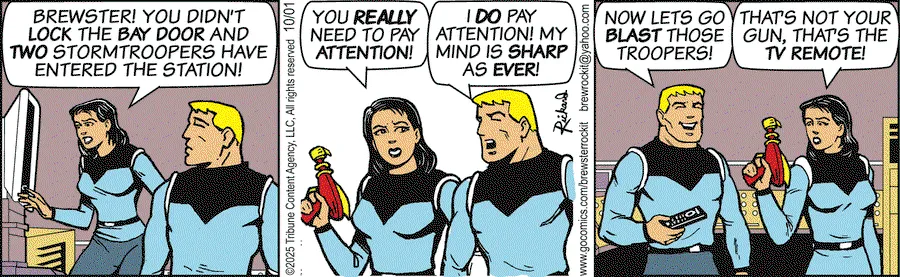 BREWSTER! YOU DIDN'T
LOCK THE BAY DOOR AND
TWO STORMTROOPERS HAVE
ENTERED THE STATION!
©2025 Tribune Content Agency, LLC, All rights reserved 10/01
YOU REALLY
NEED TO PAY
ATTENTION!
I DO PAY
ATTENTION! MY
MIND IS SHARP
AS EVER!
Rickard
www.gocomics.com/brewsterrockit brewrockit@yahoo.com
NOW LETS GO
BLAST THOSE
TROOPERS!
THAT'S NOT YOUR
GUN, THAT'S THE
TV REMOTE!